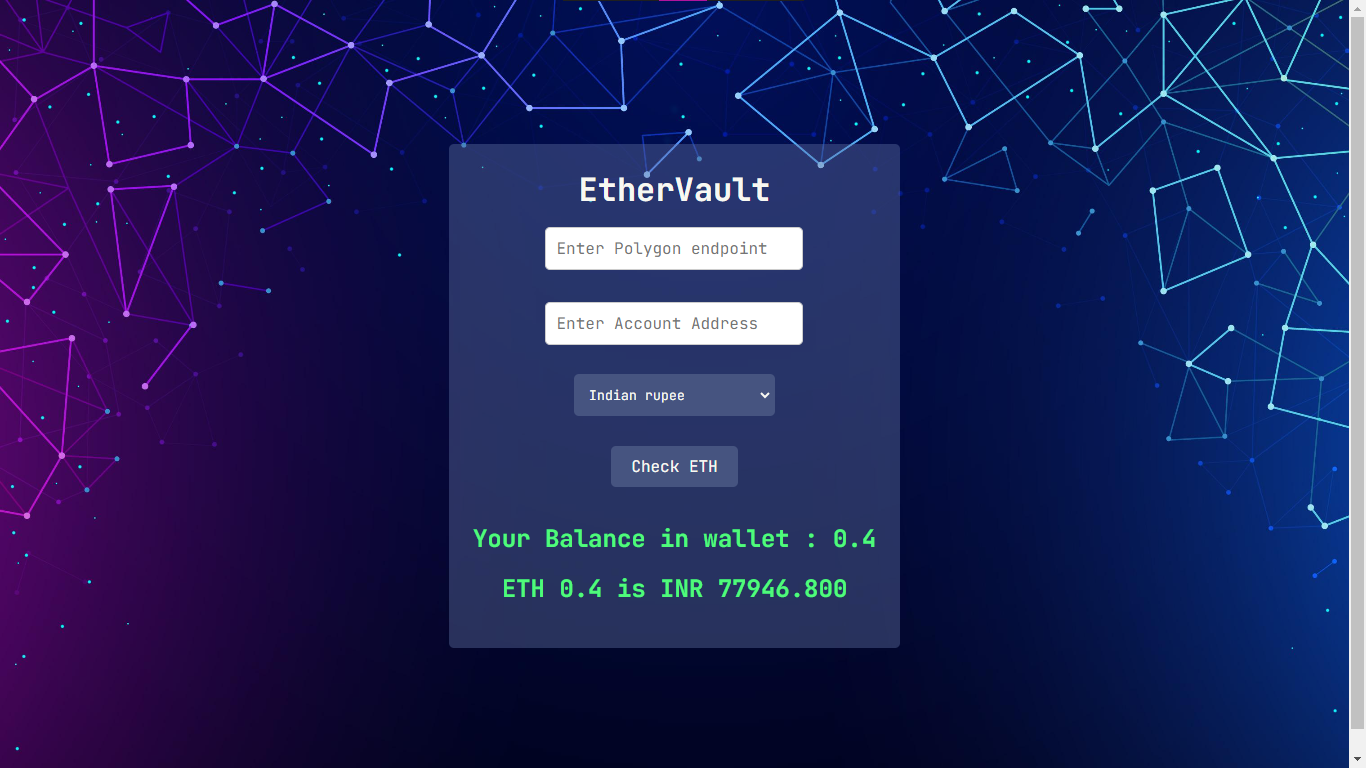 EtherVault
Enter Polygon endpoint
Enter Account Address
Indian rupee
Check ETH
Your Balance in wallet : 0.4
ETH 0.4 is INR 77946.800